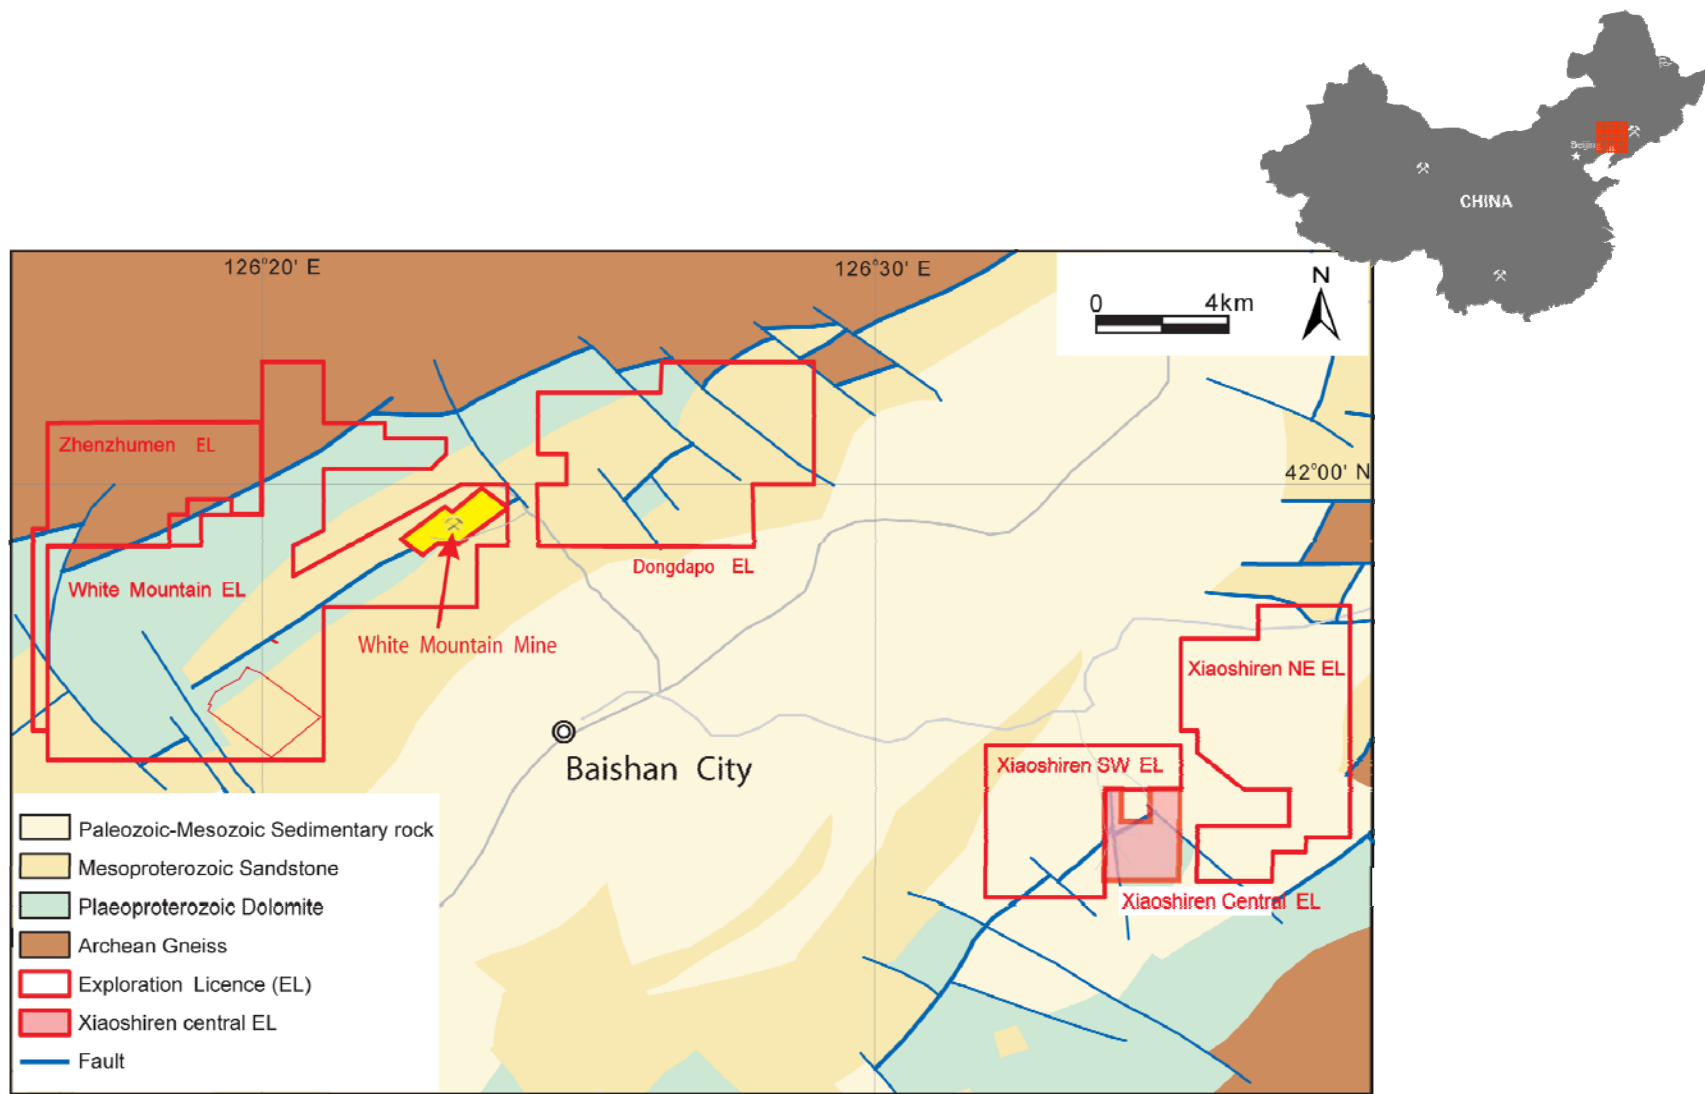 Beijing
CHINA
126°20' E
126°30' E
0 4km
N
42°00' N
Zhenzhumen EL
White Mountain EL
White Mountain Mine
Dongdapo EL
Xiaoshiren NE EL
Xiaoshiren SW EL
Xiaoshiren Central EL
Baishan City
Paleozoic-Mesozoic Sedimentary rock
Mesoproterozoic Sandstone
Plaeoproterozoic Dolomite
Archean Gneiss
Exploration Licence (EL)
Xiaoshiren central EL
Fault